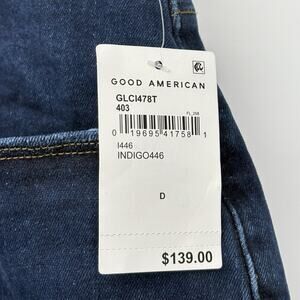 GOOD AMERICAN
GLCI478T
403
0 19695 41758 1
I446
INDIGO446
D
$139.00